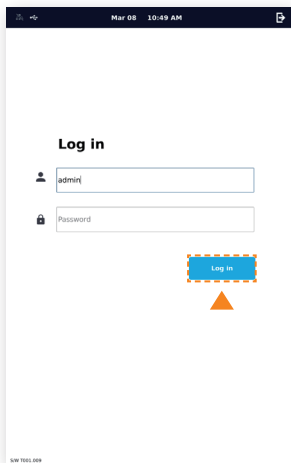 Mar 08 10:49 AM
Log in
admin
Password
Log in
S/W T001.009